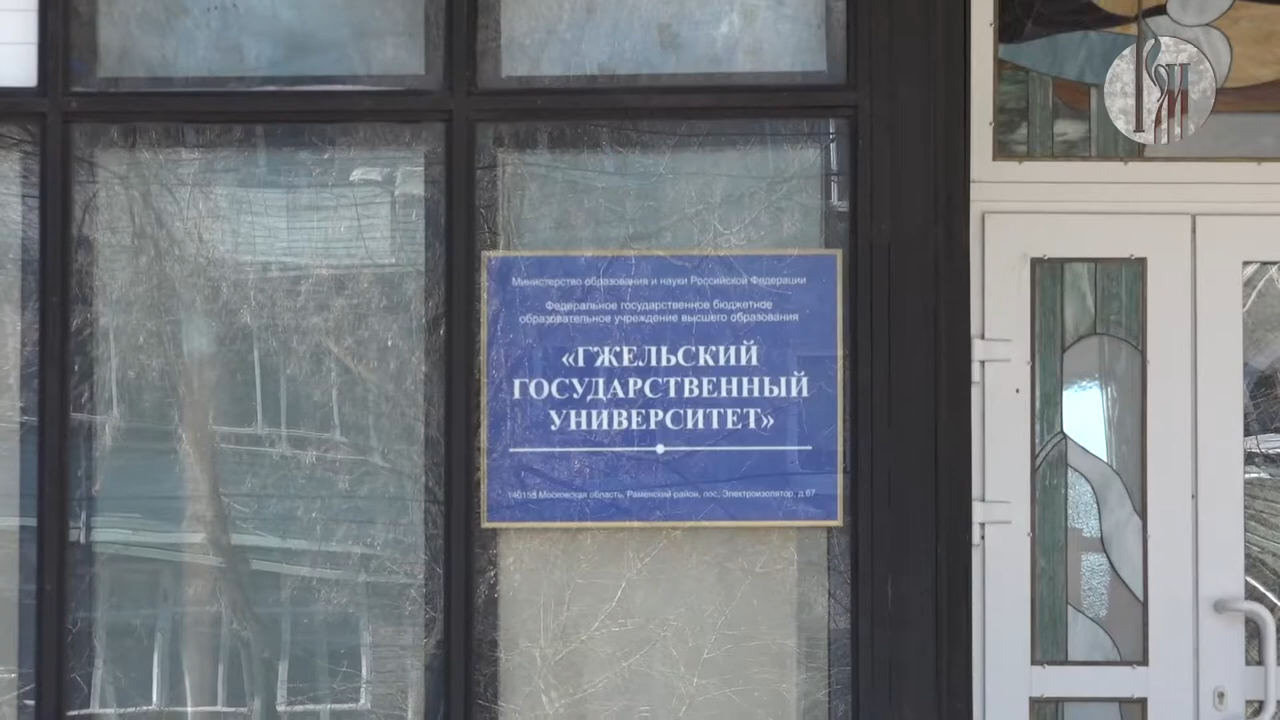 Министерство образования и науки Российской Федерации
Федеральное государственное бюджетное
образовательное учреждение высшего образования
«ГЖЕЛЬСКИЙ
ГОСУДАРСТВЕННЫЙ
УНИВЕРСИТЕТ»
140155 Московская область, Раменский район, пос. Электроизолятор, д.67